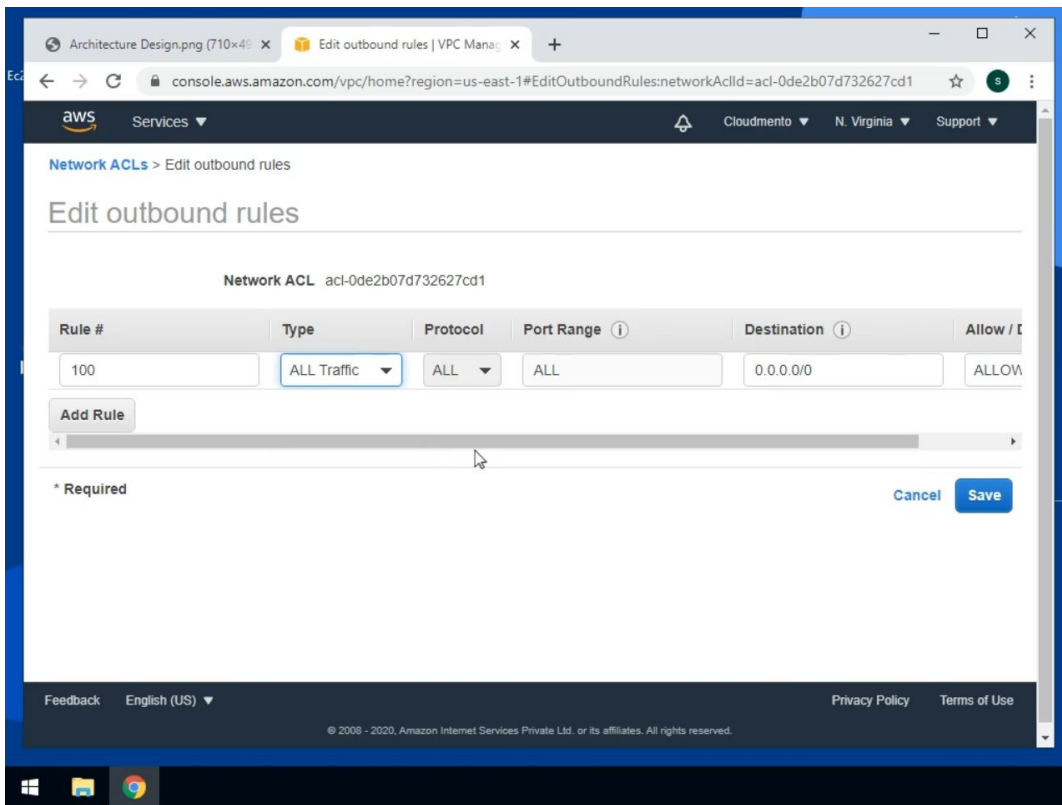 Architecture Design.png (710×49
Edit outbound rules | VPC Manag
Ec2
console.aws.amazon.com/vpc/home?region=us-east-1#EditOutboundRules:networkAclId=acl-0de2b07d732627cd1
S
aws Services Cloudmento N. Virginia Support
Network ACLs > Edit outbound rules
Edit outbound rules
Network ACL acl-0de2b07d732627cd1
Rule # Type Protocol Port Range i Destination i Allow / D
100 ALL Traffic ALL ALL 0.0.0.0/0 ALLOW
Add Rule
* Required
Cancel Save
Feedback English (US) Privacy Policy Terms of Use
© 2008 - 2020, Amazon Internet Services Private Ltd. or its affiliates. All rights reserved.